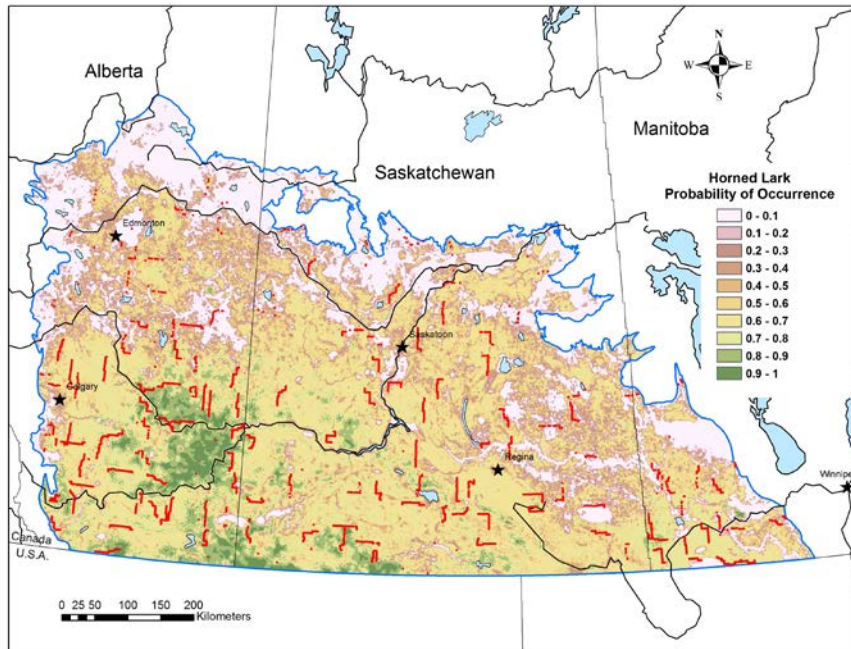 N
W E
S
Alberta
Manitoba
Saskatchewan
Horned Lark
Probability of Occurrence
0 - 0.1
0.1 - 0.2
0.2 - 0.3
0.3 - 0.4
0.4 - 0.5
0.5 - 0.6
0.6 - 0.7
0.7 - 0.8
0.8 - 0.9
0.9 - 1
Edmonton
Saskatoon
Calgary
Regina
Winnipe
Canada
U.S.A.
0 25 50 100 150 200
Kilometers